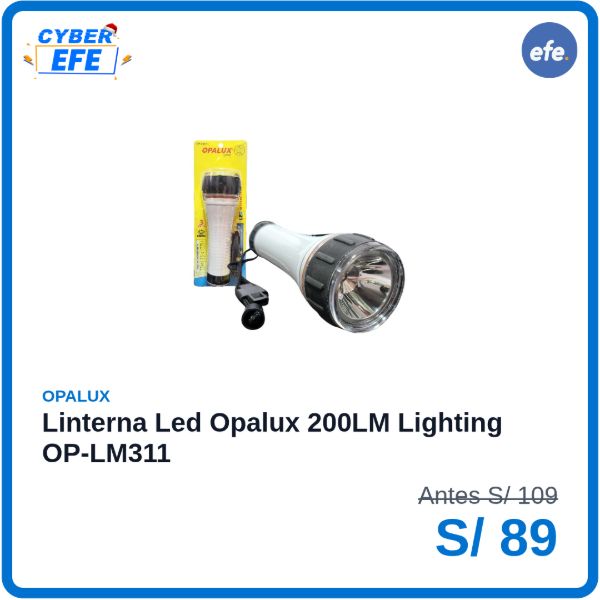 CYBER
EFE
efe.
OPALUX
OPALUX
Linterna Led Opalux 200LM Lighting
OP-LM311
Antes S/ 109
S/ 89